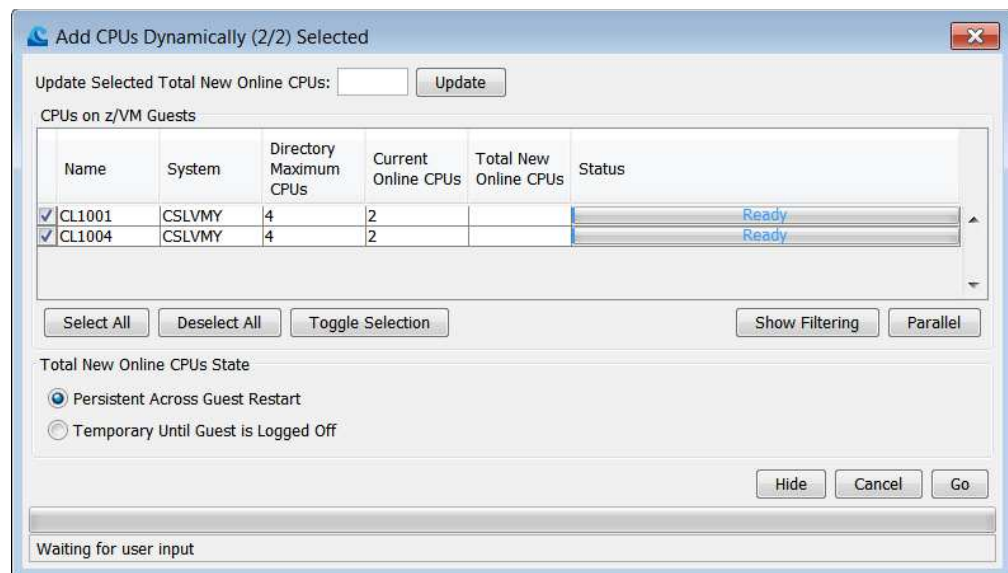 Add CPUs Dynamically (2/2) Selected
Update Selected Total New Online CPUs: Update
CPUs on z/VM Guests
Name System Directory Maximum CPUs Current Online CPUs Total New Online CPUs Status
CL1001 CSLVMY 4 2 Ready
CL1004 CSLVMY 4 2 Ready
Select All Deselect All Toggle Selection Show Filtering Parallel
Total New Online CPUs State
Persistent Across Guest Restart
Temporary Until Guest is Logged Off
Hide Cancel Go
Waiting for user input